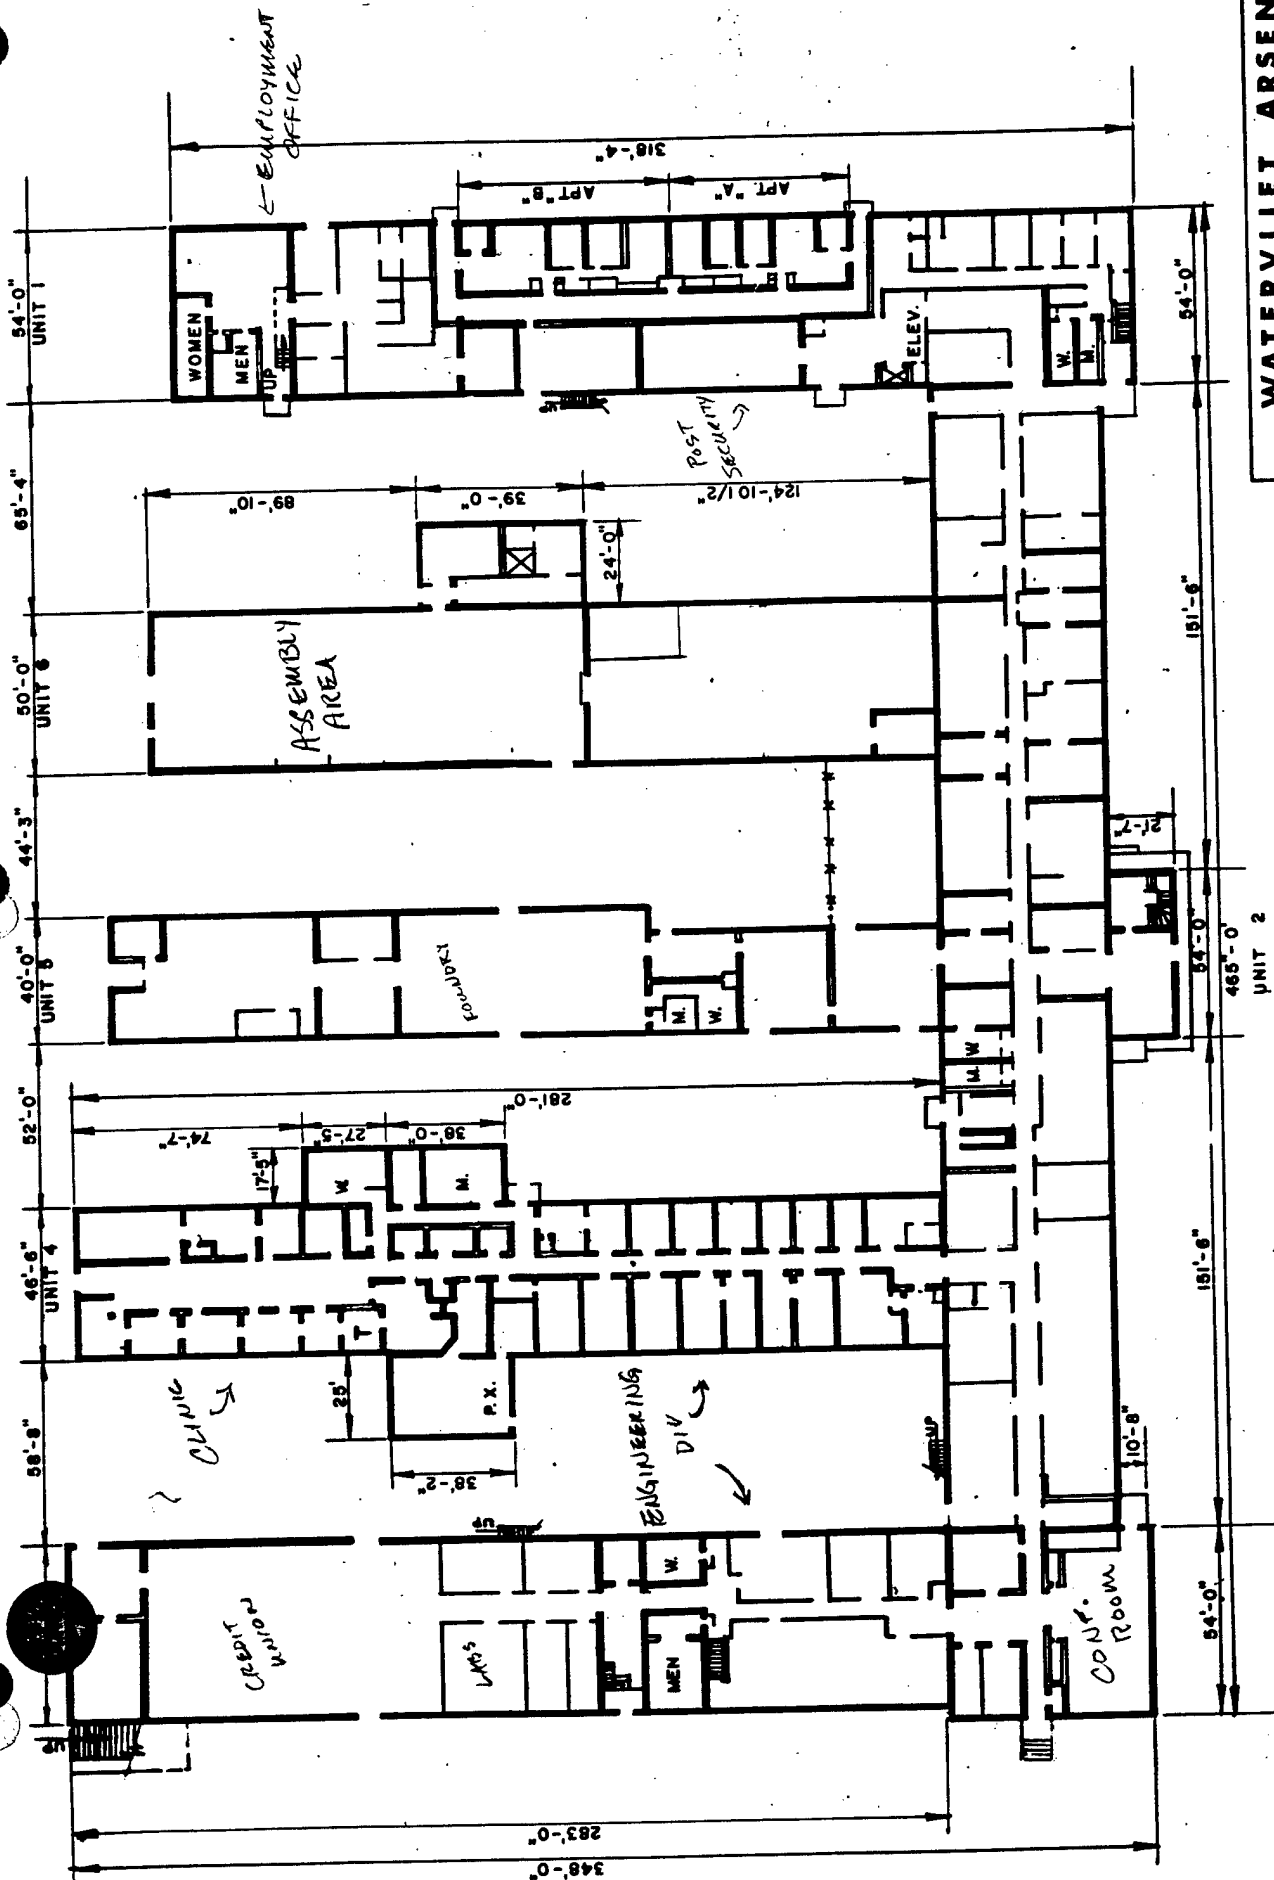 ← EMPLOYMENT
OFFICE
WATERVLIET ARSEN
54'-0"
UNIT 1
65'-4"
50'-0"
UNIT 6
44'-3"
40'-0"
UNIT 5
52'-0"
46'-6"
UNIT 4
58'-8"
318'-4"
APT "B"
APT. "A"
WOMEN
MEN
UP
UP
ELEV.
W.
M.
54'-0"
POST
SECURITY
89'-10"
39'-0"
124'-10 1/2"
24'-0"
ASSEMBLY
AREA
151'-6"
21'-7"
FOUNDRY
M.
W.
M.
W.
54'-0"
465'-0"
UNIT 2
281'-0"
74'-7"
27'-5"
38'-0"
17'-5"
W.
M.
T
CLINIC
25'
P.X.
38'-2"
ENGINEERING
DIV
UP
151'-6"
10'-8"
UP
CREDIT
UNION
LABS
W.
MEN
CONF.
ROOM
54'-0"
UP
283'-0"
348'-0"